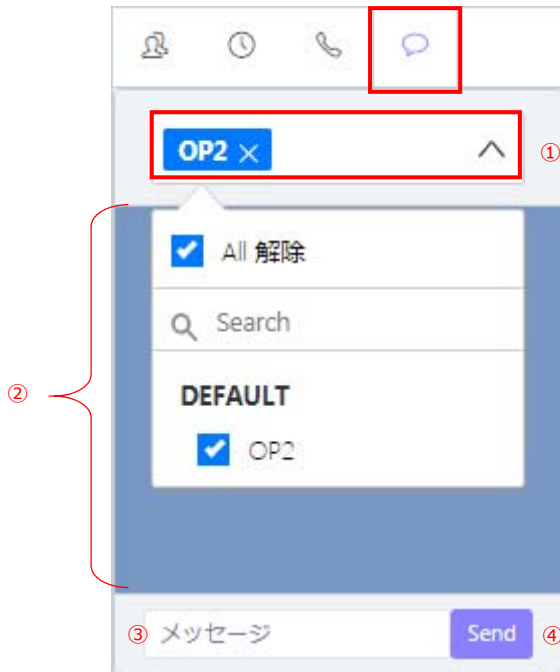 OP2 ×
①
All 解除
Search
②
DEFAULT
OP2
③ メッセージ Send ④